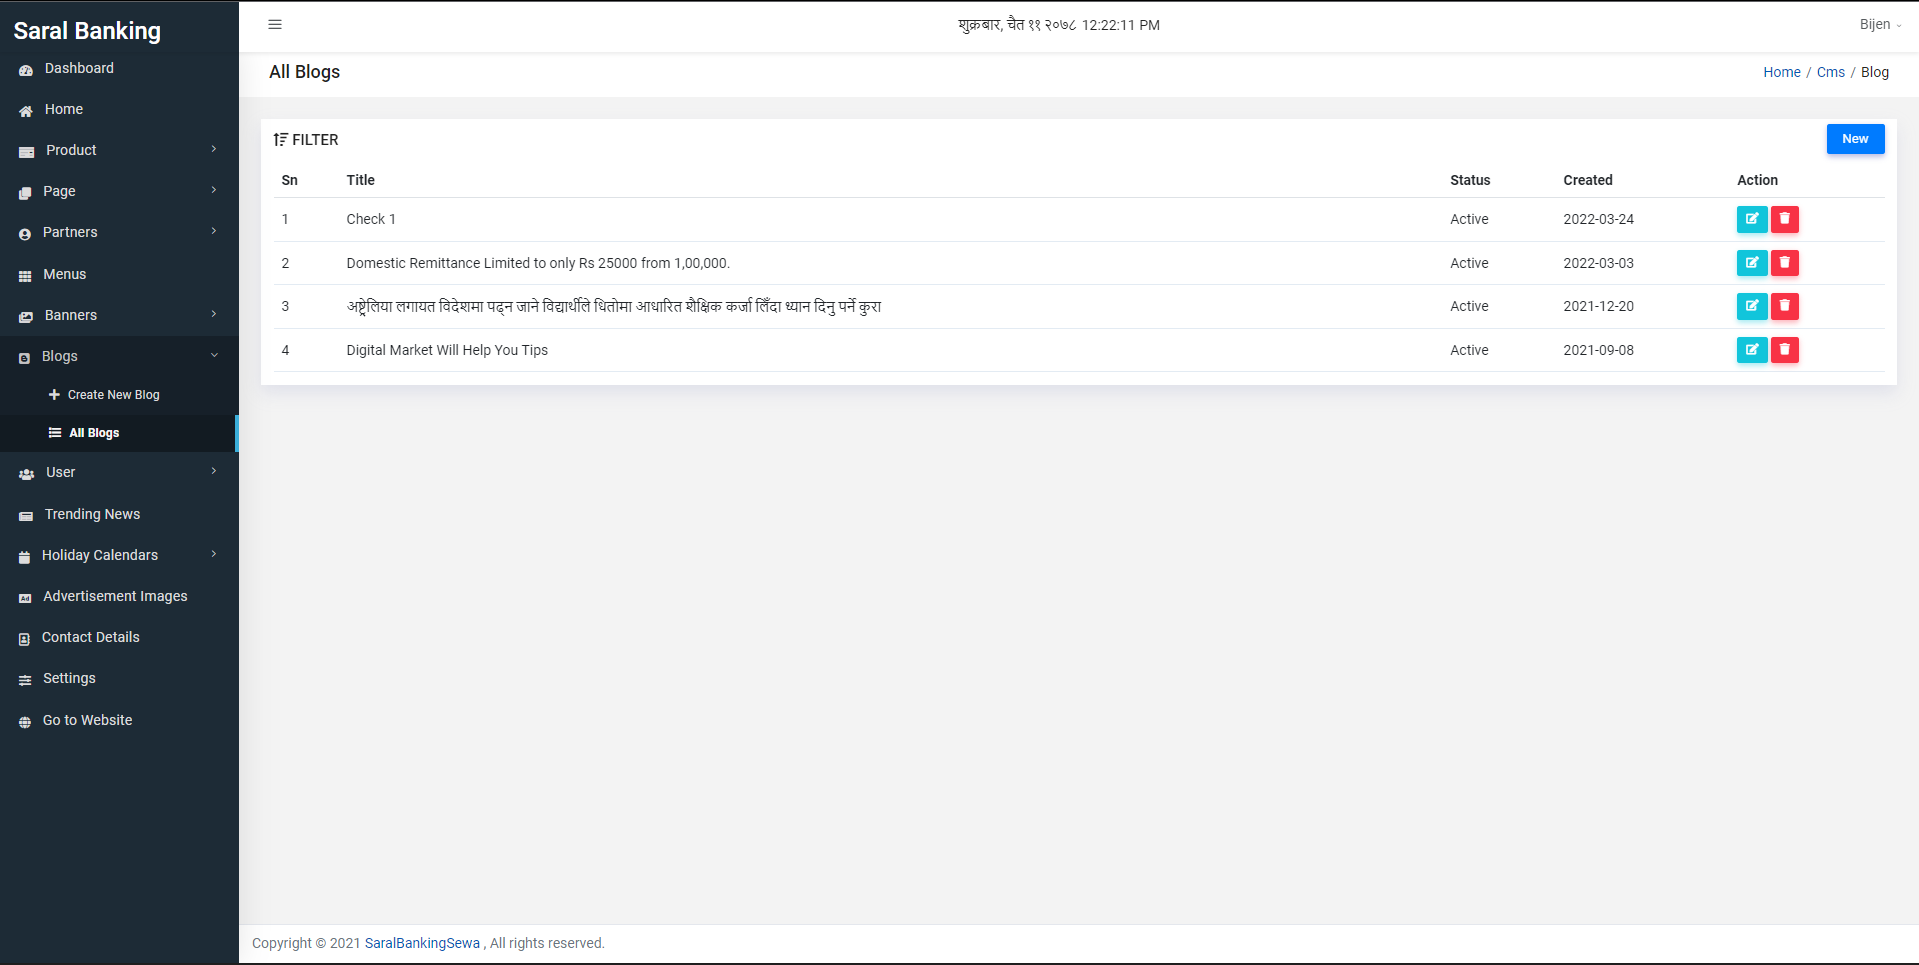 Saral Banking
Dashboard
Home
Product
Page
Partners
Menus
Banners
Blogs
Create New Blog
All Blogs
User
Trending News
Holiday Calendars
Ad Advertisement Images
Contact Details
Settings
Go to Website
शुक्रबार, चैत ११ २०७८ 12:22:11 PM
Bijen
All Blogs
Home / Cms / Blog
FILTER
New
Sn Title Status Created Action
1 Check 1 Active 2022-03-24
2 Domestic Remittance Limited to only Rs 25000 from 1,00,000. Active 2022-03-03
3 अष्ट्रेलिया लगायत विदेशमा पढ्न जाने विद्यार्थीले धितोमा आधारित शैक्षिक कर्जा लिँदा ध्यान दिनु पर्ने कुरा Active 2021-12-20
4 Digital Market Will Help You Tips Active 2021-09-08
Copyright © 2021 SaralBankingSewa , All rights reserved.